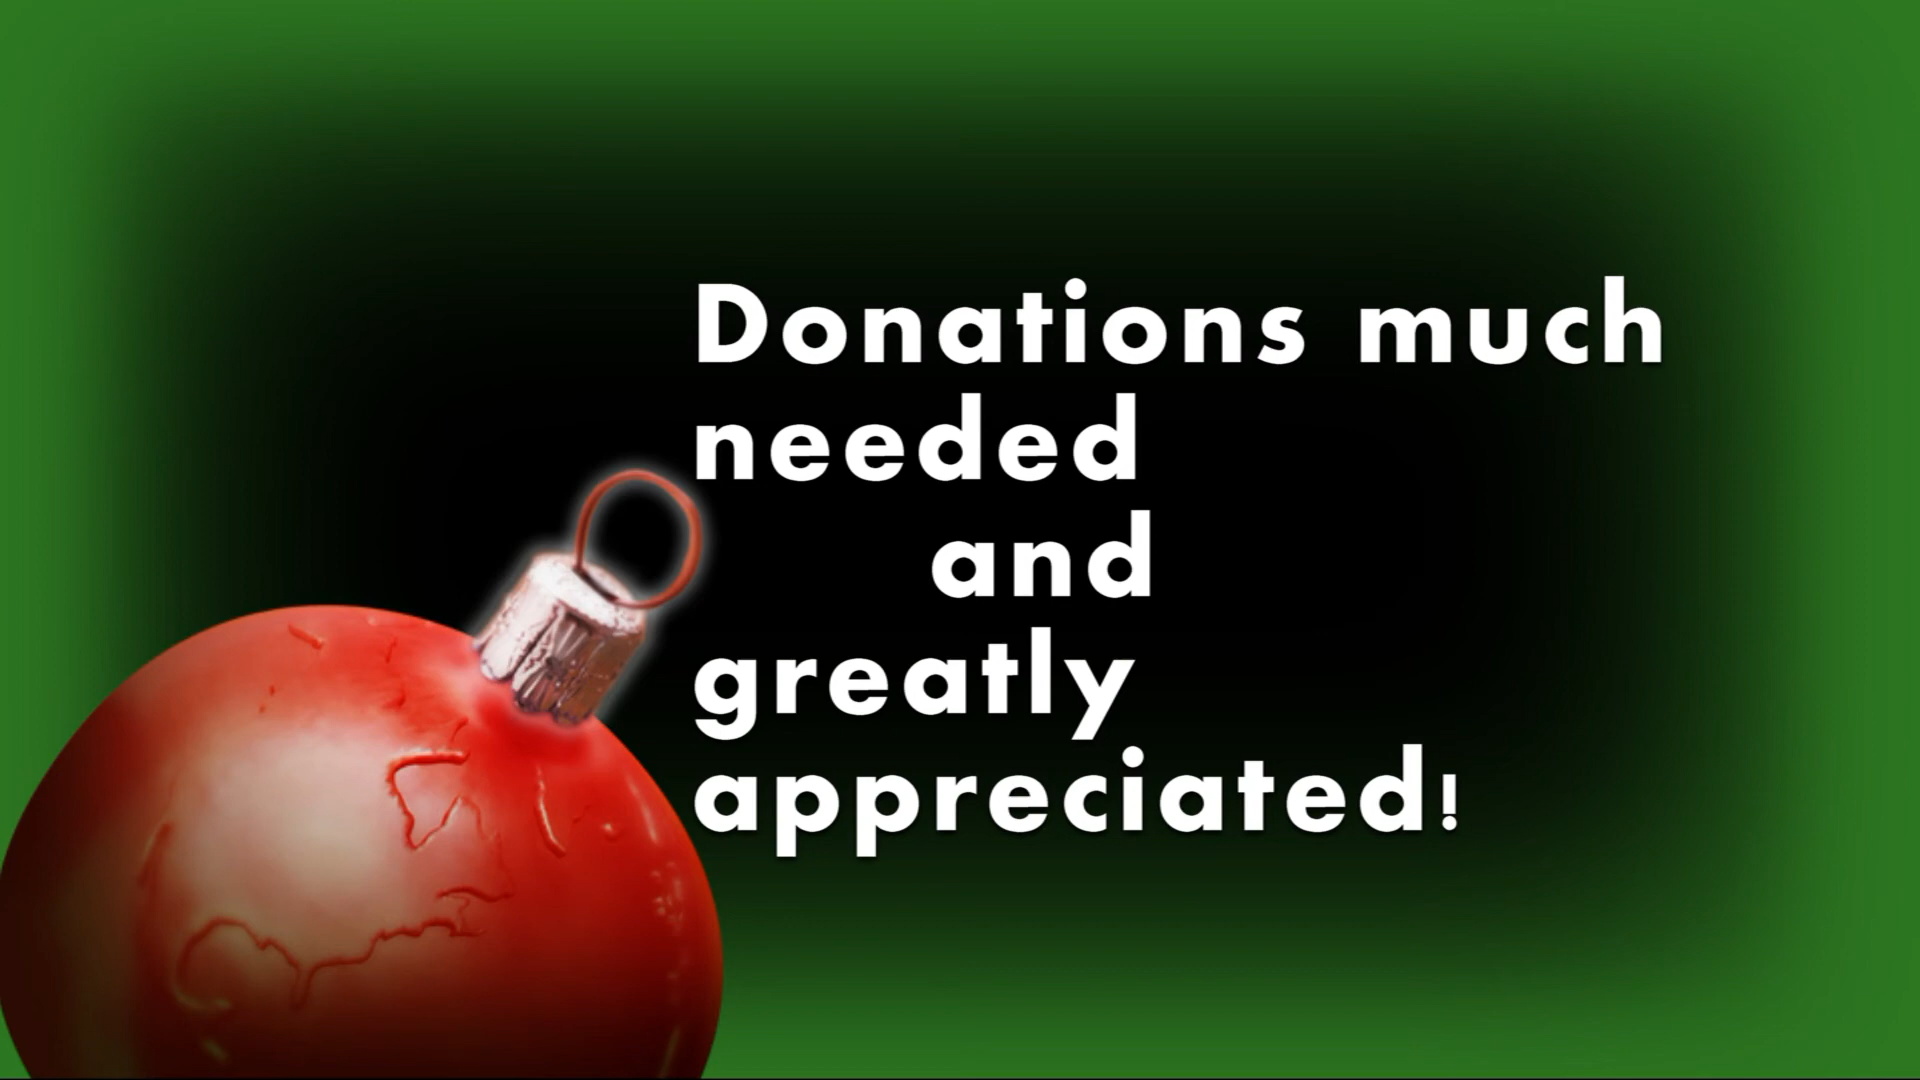 Donations much
needed
and
greatly
appreciated!